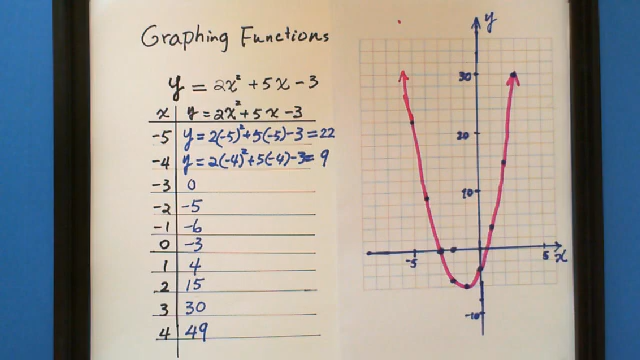 Graphing Functions
y = 2x² + 5x - 3
x y = 2x² + 5x - 3
-5 y = 2(-5)² + 5(-5) - 3 = 22
-4 y = 2(-4)² + 5(-4) - 3 = 9
-3 0
-2 -5
-1 -6
0 -3
1 4
2 15
3 30
4 49
y
30
20
10
-5 5 x
-10